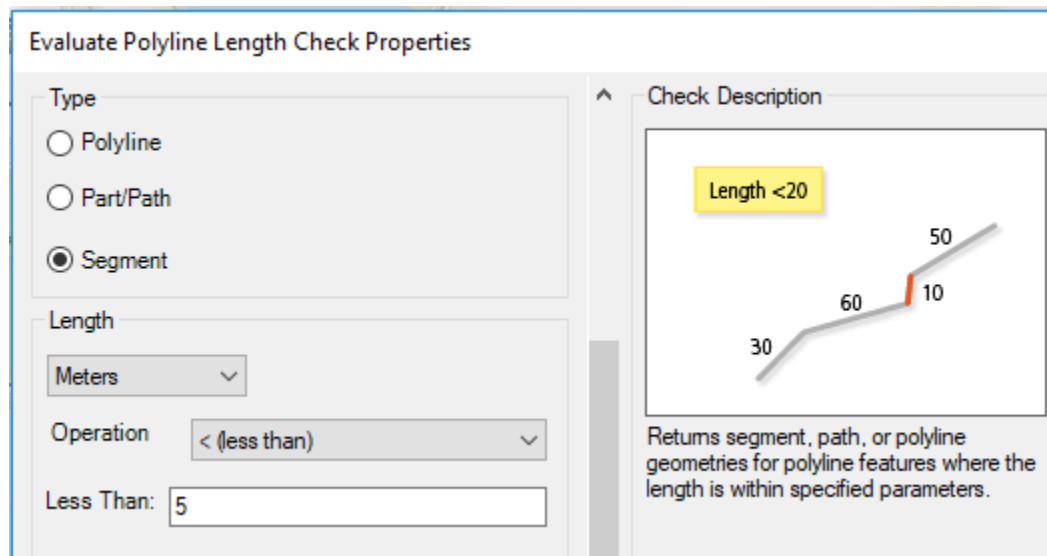 Evaluate Polyline Length Check Properties
Type
Polyline
Part/Path
Segment
Length
Meters
Operation
< (less than)
Less Than:
5
Check Description
Length <20
50
10
60
30
Returns segment, path, or polyline
geometries for polyline features where the
length is within specified parameters.